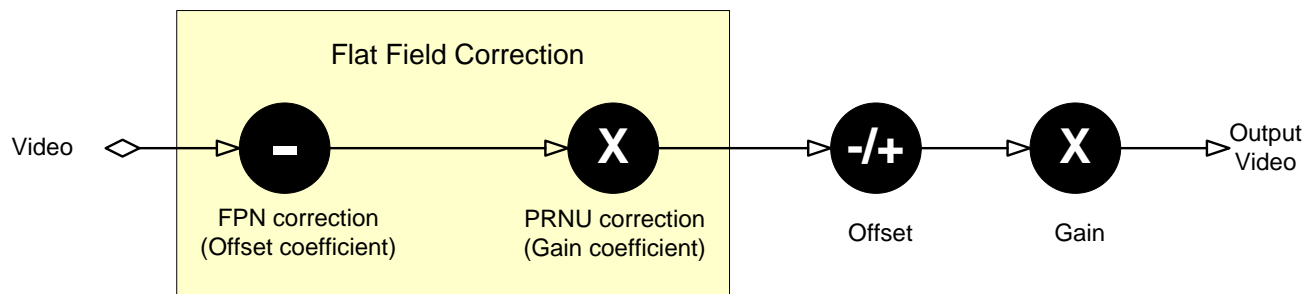 Flat Field Correction
Video
-
X
-/+
X
Output
Video
FPN correction
(Offset coefficient)
PRNU correction
(Gain coefficient)
Offset
Gain